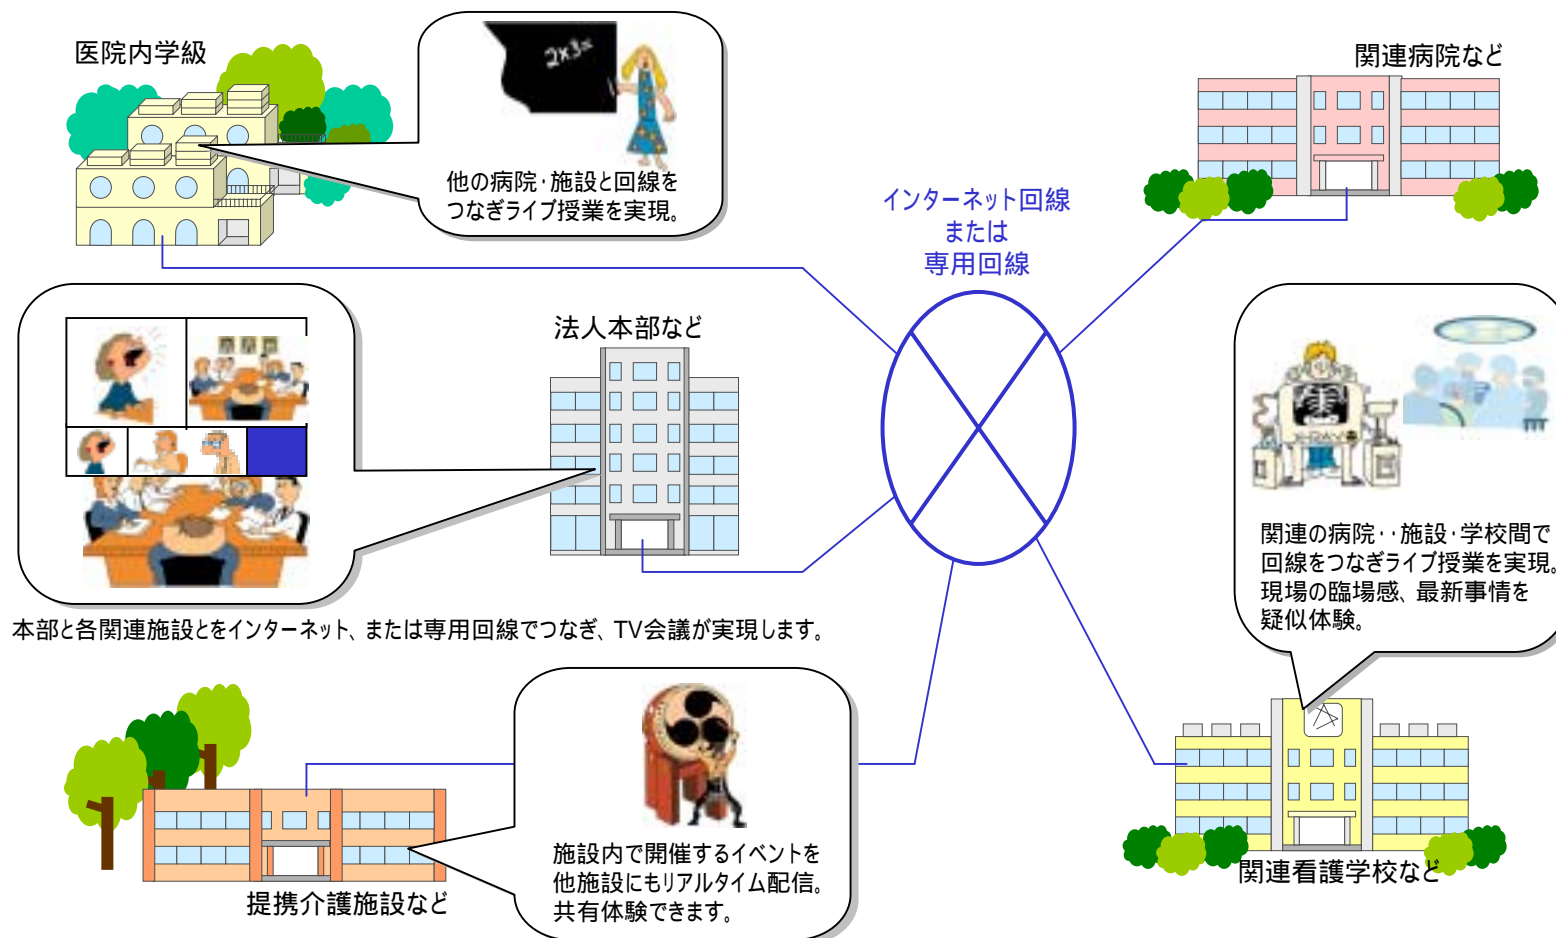 医院内学級
2x3=
他の病院・施設と回線を
つなぎライブ授業を実現。
関連病院など
インターネット回線
または
専用回線
法人本部など
X-RAY
関連の病院・・施設・学校間で
回線をつなぎライブ授業を実現。
現場の臨場感、最新事情を
疑似体験。
本部と各関連施設とをインターネット、または専用回線でつなぎ、TV会議が実現します。
施設内で開催するイベントを
他施設にもリアルタイム配信。
共有体験できます。
提携介護施設など
関連看護学校など